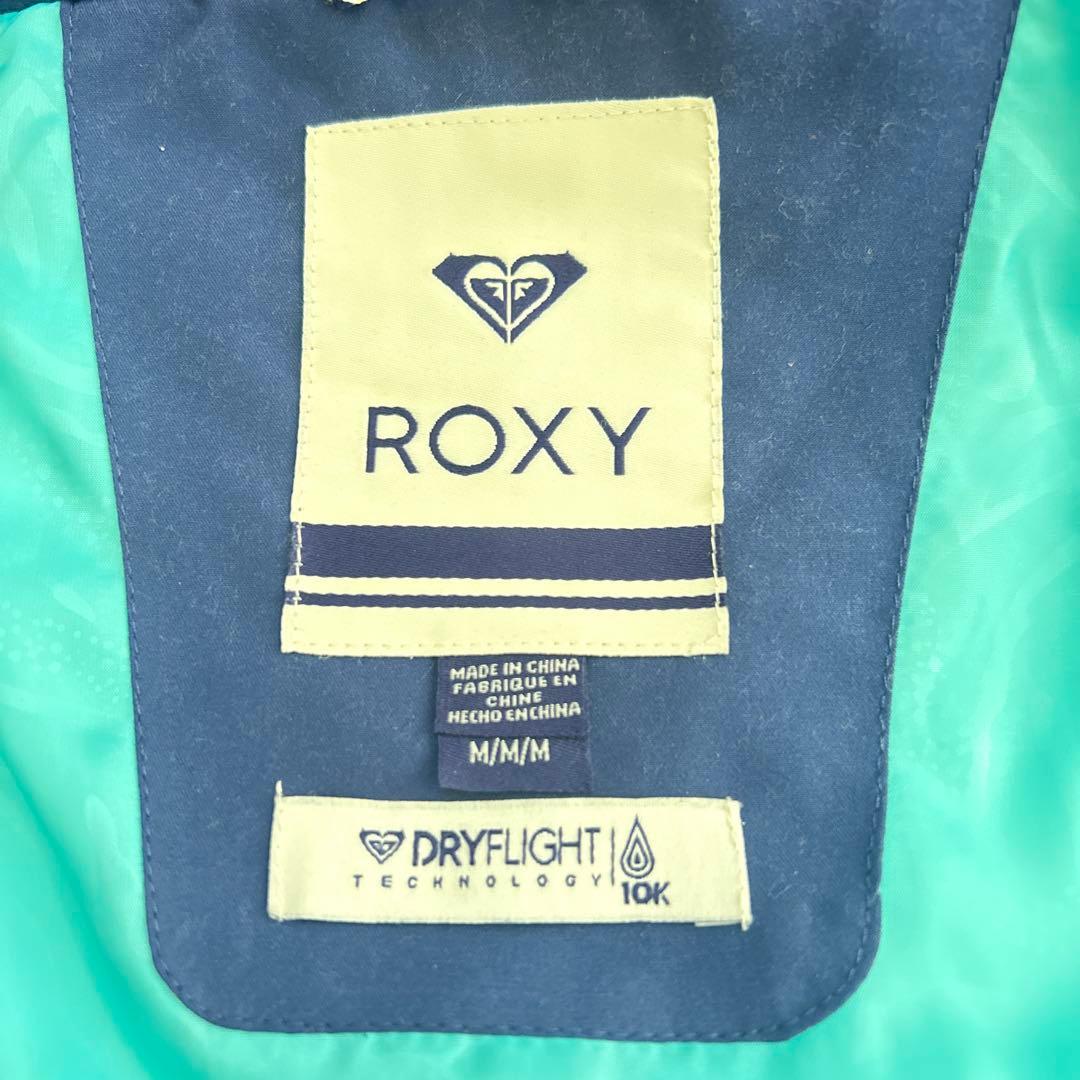 ROXY
MADE IN CHINA
FABRIQUE EN
CHINE
HECHO EN CHINA
M/M/M
DRYFLIGHT
TECHNOLOGY
10K